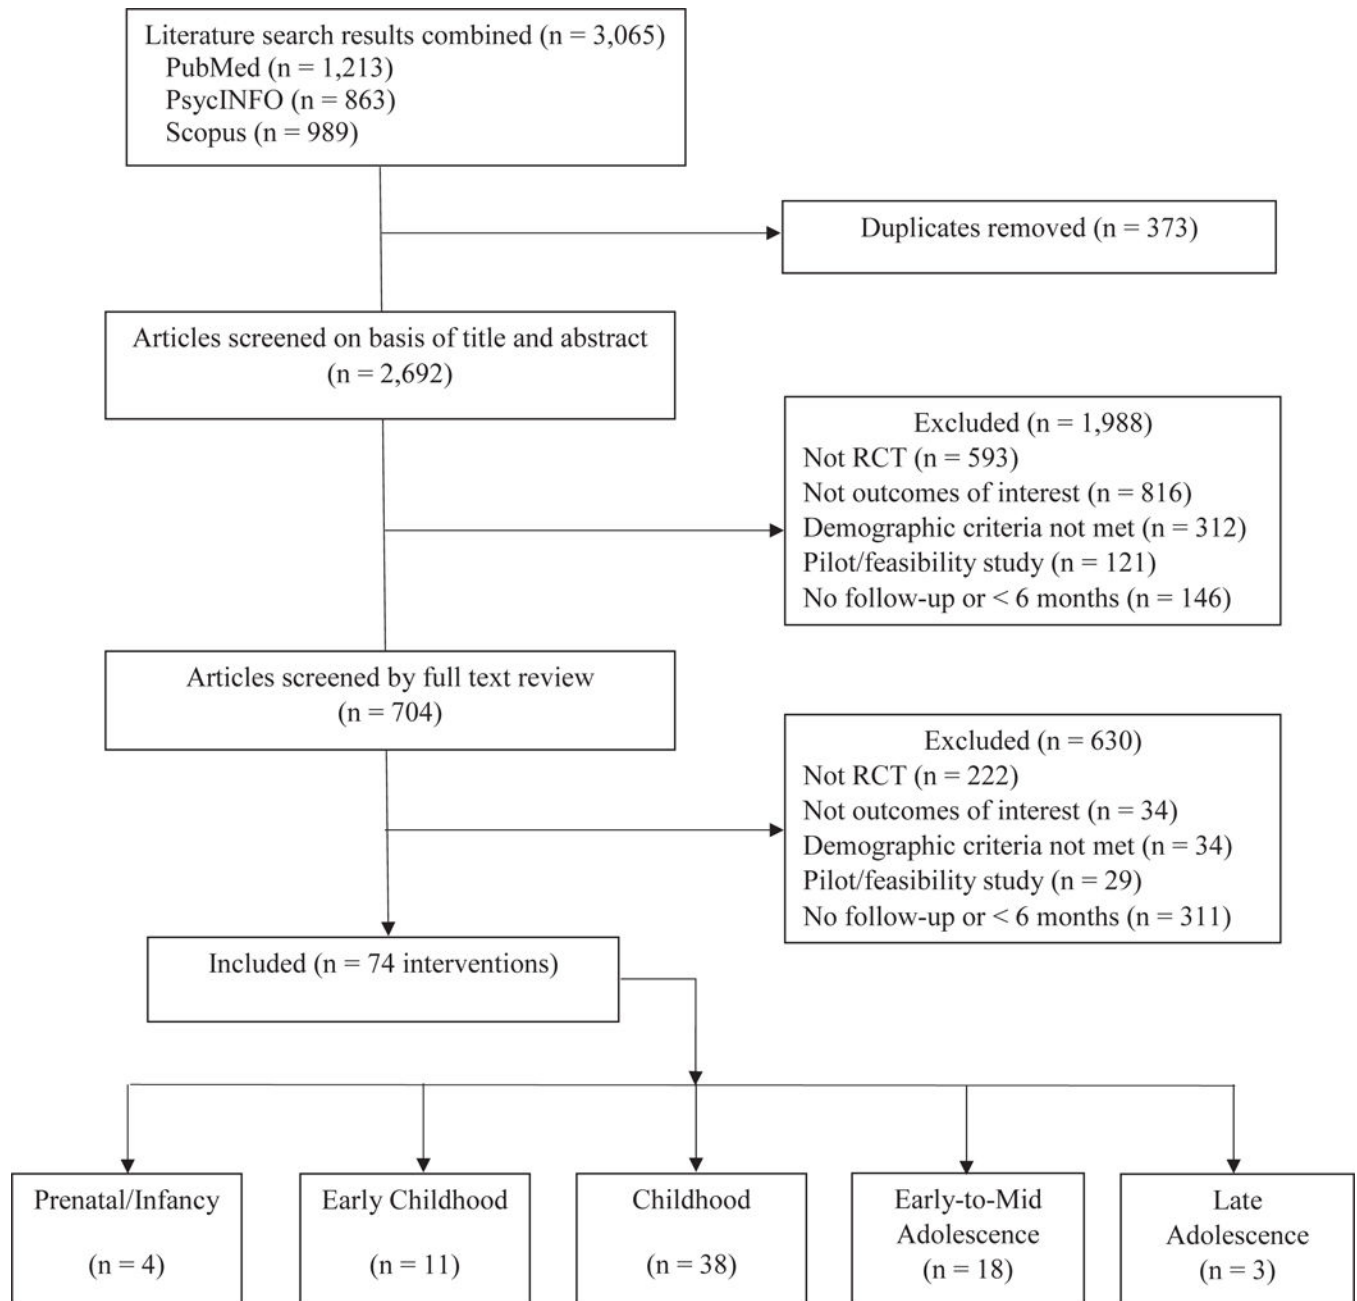 Literature search results combined (n = 3,065)
PubMed (n = 1,213)
PsycINFO (n = 863)
Scopus (n = 989)
Duplicates removed (n = 373)
Articles screened on basis of title and abstract
(n = 2,692)
Excluded (n = 1,988)
Not RCT (n = 593)
Not outcomes of interest (n = 816)
Demographic criteria not met (n = 312)
Pilot/feasibility study (n = 121)
No follow-up or < 6 months (n = 146)
Articles screened by full text review
(n = 704)
Excluded (n = 630)
Not RCT (n = 222)
Not outcomes of interest (n = 34)
Demographic criteria not met (n = 34)
Pilot/feasibility study (n = 29)
No follow-up or < 6 months (n = 311)
Included (n = 74 interventions)
Prenatal/Infancy
(n = 4)
Early Childhood
(n = 11)
Childhood
(n = 38)
Early-to-Mid
Adolescence
(n = 18)
Late
Adolescence
(n = 3)